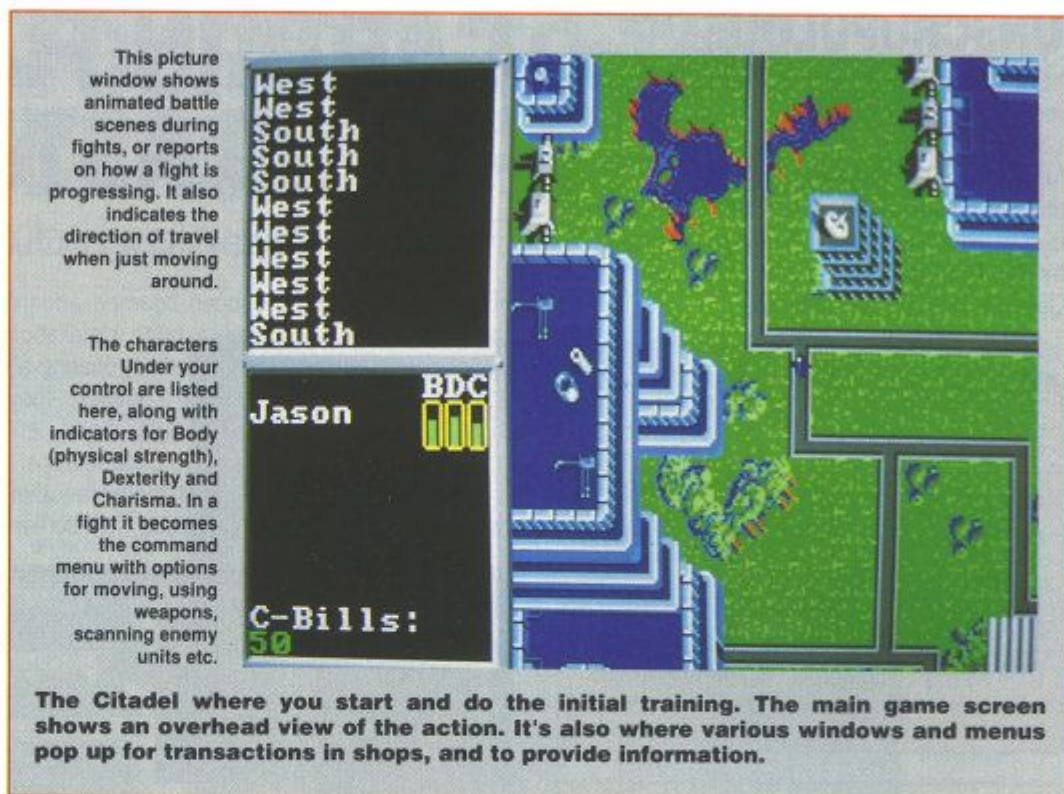 This picture
window shows
animated battle
scenes during
fights, or reports
on how a fight is
progressing. It also
indicates the
direction of travel
when just moving
around.
The characters
Under your
control are listed
here, along with
indicators for Body
(physical strength),
Dexterity and
Charisma. In a
fight it becomes
the command
menu with options
for moving, using
weapons,
scanning enemy
units etc.
West
West
South
South
South
West
West
West
West
West
South
BDC
Jason
C-Bills:
50
The Citadel where you start and do the initial training. The main game screen
shows an overhead view of the action. It's also where various windows and menus
pop up for transactions in shops, and to provide information.